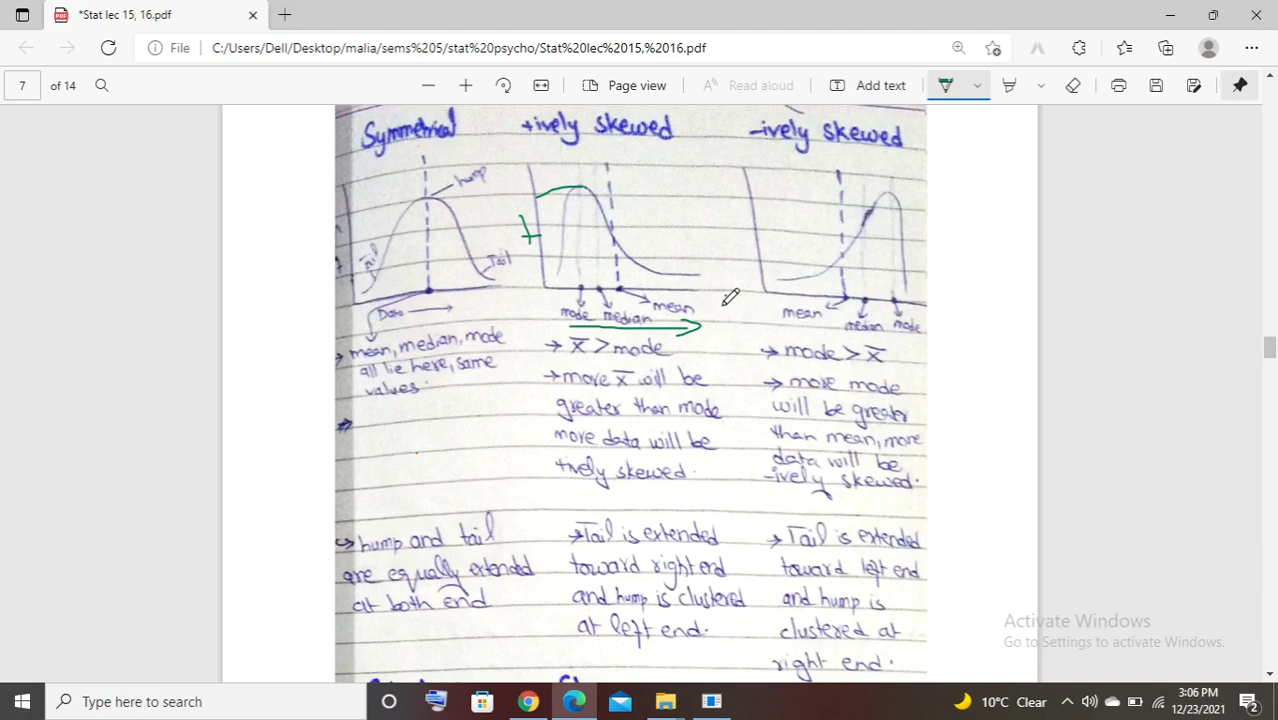 *Stat lec 15, 16.pdf
File
C:/Users/Dell/Desktop/malia/sems%205/stat%20psycho/Stat%20lec%2015,%2016.pdf
7 of 14
Page view
Read aloud
Add text
Symmetrical
+ively skewed
-ively skewed
hump
Tail
Tail
Data
mode
median
mean
mean
median
mode
→ mean, median, mode
all lie here, same
values.
→ x̄ > mode
→ more x̄ will be
greater than mode
more data will be
+ively skewed.
→ mode > x̄
→ more mode
will be greater
than mean, more
data will be
-ively skewed.
↪ hump and tail
are equally extended
at both end
→ Tail is extended
toward right end
and hump is clustered
at left end.
→ Tail is extended
toward left end
and hump is
clustered at
right end.
Activate Windows
Go to Settings to activate Windows.
Type here to search
10°C Clear
3:06 PM
12/23/2021
2